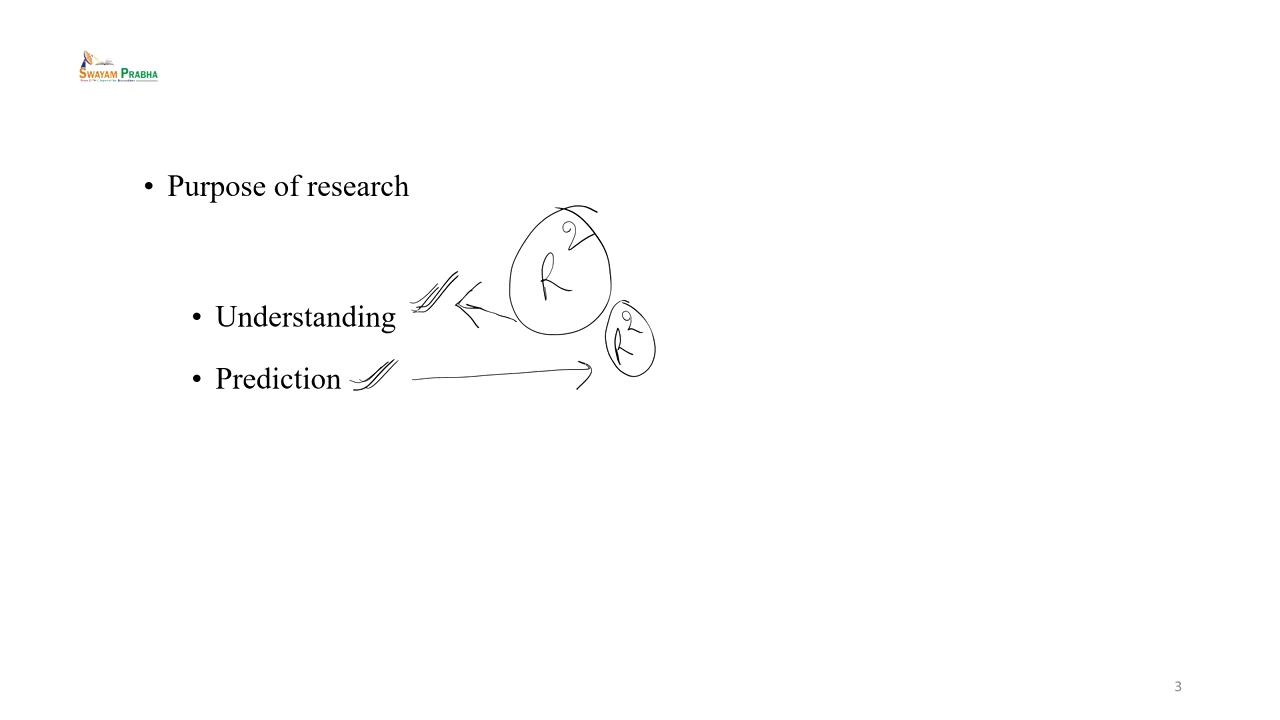 SWAYAM PRABHA
• Purpose of research
R²
• Understanding
R²
• Prediction
3